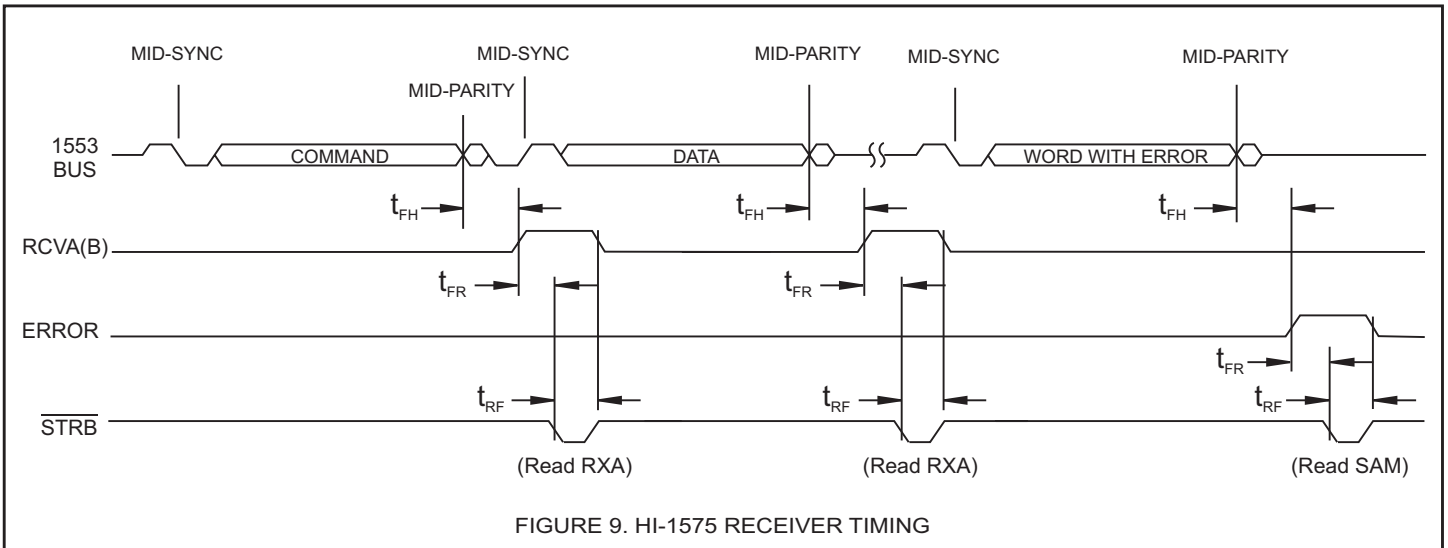 MID-SYNC
MID-SYNC
MID-PARITY
MID-SYNC
MID-PARITY
MID-PARITY
1553
BUS
COMMAND
DATA
WORD WITH ERROR
tFH
tFH
tFH
RCVA(B)
tFR
tFR
ERROR
tFR
tRF
tRF
tRF
STRB
(Read RXA)
(Read RXA)
(Read SAM)
FIGURE 9. HI-1575 RECEIVER TIMING